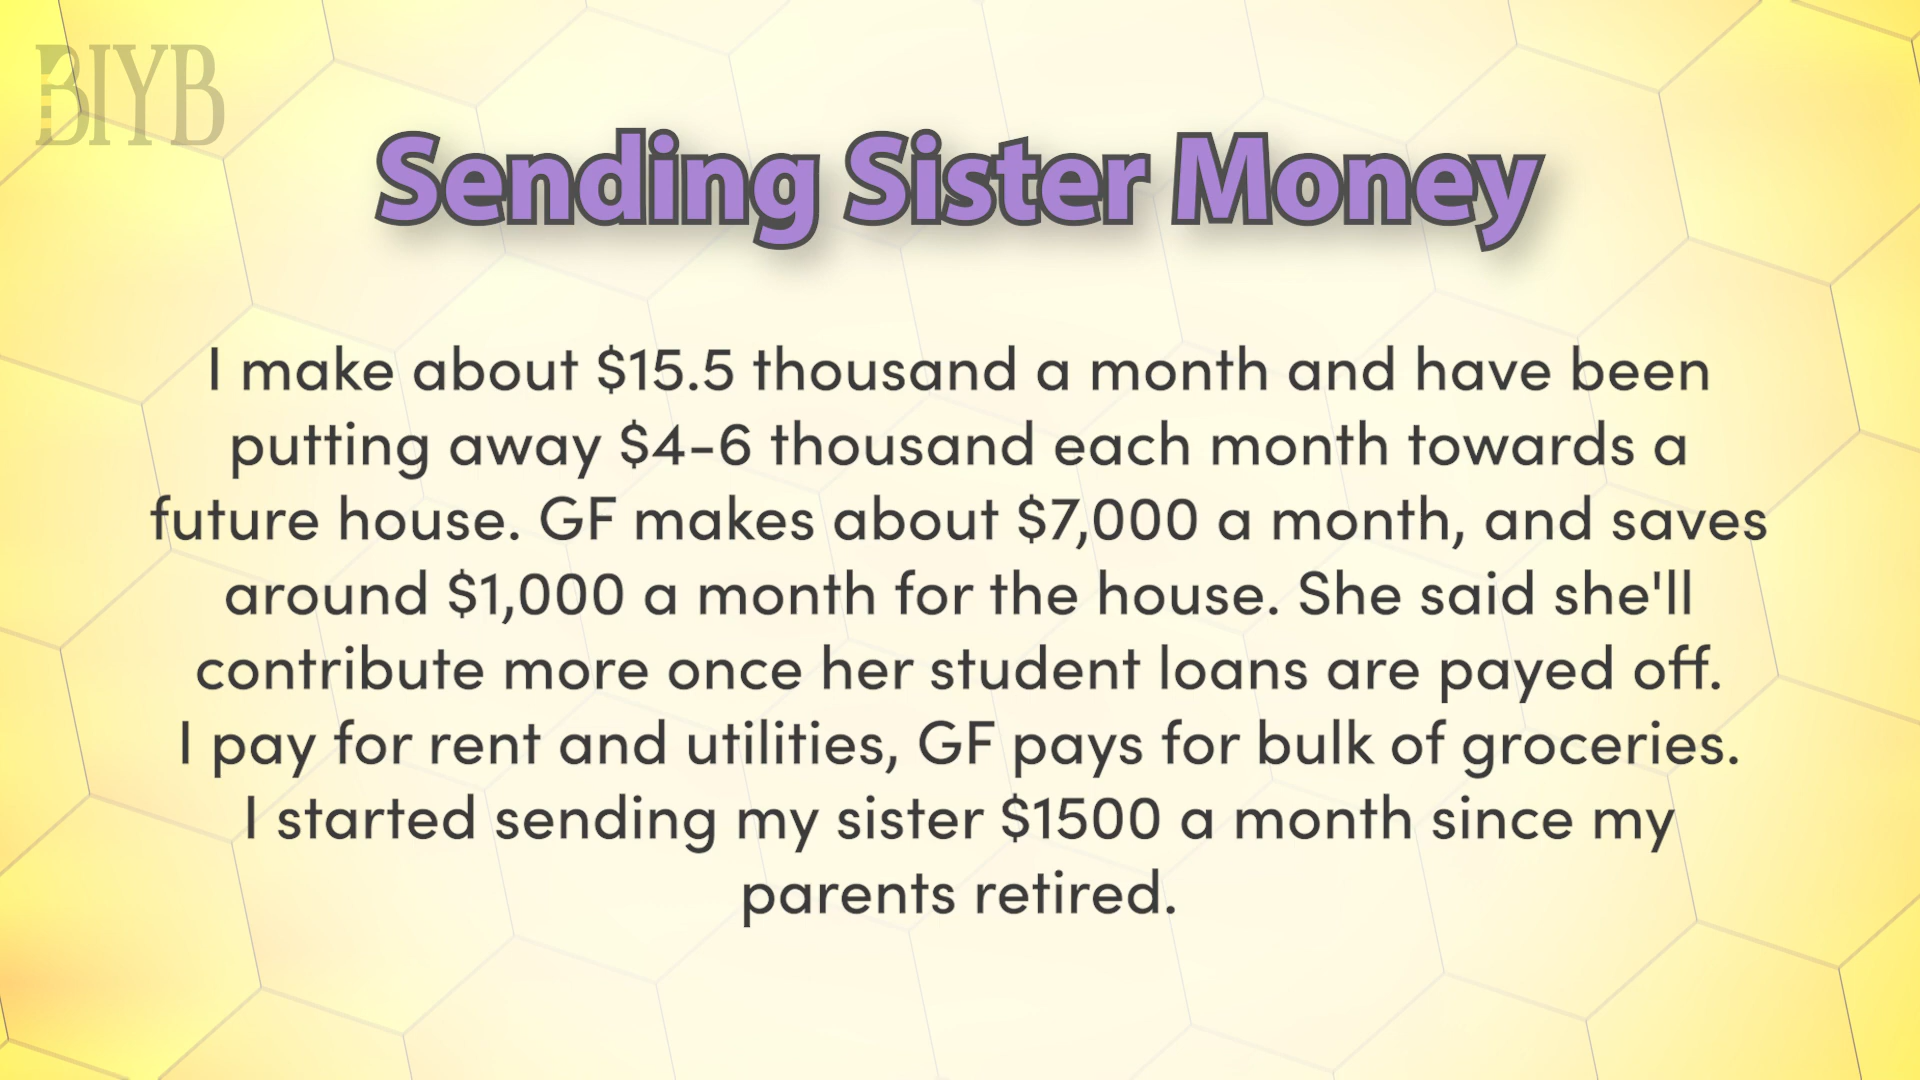 BIYB
Sending Sister Money
I make about $15.5 thousand a month and have been
putting away $4-6 thousand each month towards a
future house. GF makes about $7,000 a month, and saves
around $1,000 a month for the house. She said she'll
contribute more once her student loans are payed off.
I pay for rent and utilities, GF pays for bulk of groceries.
I started sending my sister $1500 a month since my
parents retired.